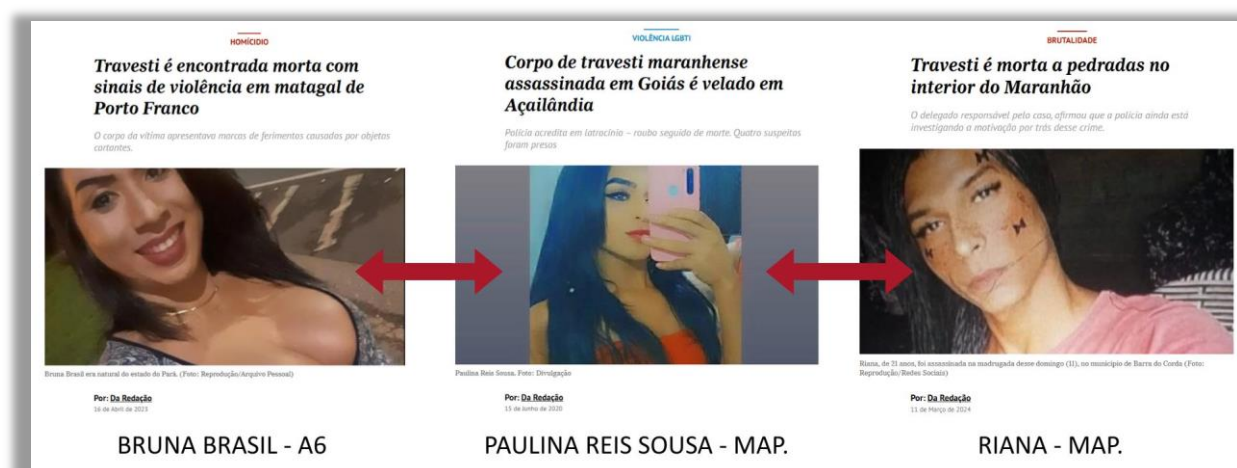 HOMÍCIDIO
Travesti é encontrada morta com
sinais de violência em matagal de
Porto Franco
O corpo da vítima apresentava marcas de ferimentos causadas por objetos
cortantes.
Bruna Brasil era natural do estado do Pará. (Foto: Reprodução/Arquivo Pessoal)
Por: Da Redação
16 de Abril de 2023
BRUNA BRASIL - A6
VIOLÊNCIA LGBTI
Corpo de travesti maranhense
assassinada em Goiás é velado em
Açailândia
Polícia acredita em latrocínio – roubo seguido de morte. Quatro suspeitos
foram presos
Paulina Reis Sousa. Foto: Divulgação
Por: Da Redação
13 de Junho de 2020
PAULINA REIS SOUSA - MAP.
BRUTALIDADE
Travesti é morta a pedradas no
interior do Maranhão
O delegado responsável pelo caso, afirmou que a polícia ainda está
investigando a motivação por trás desse crime.
Riana, de 21 anos, foi assassinada na madrugada desse domingo (11), no município de Barra do Corda (Foto:
Reprodução/Redes Sociais)
Por: Da Redação
11 de Março de 2024
RIANA - MAP.